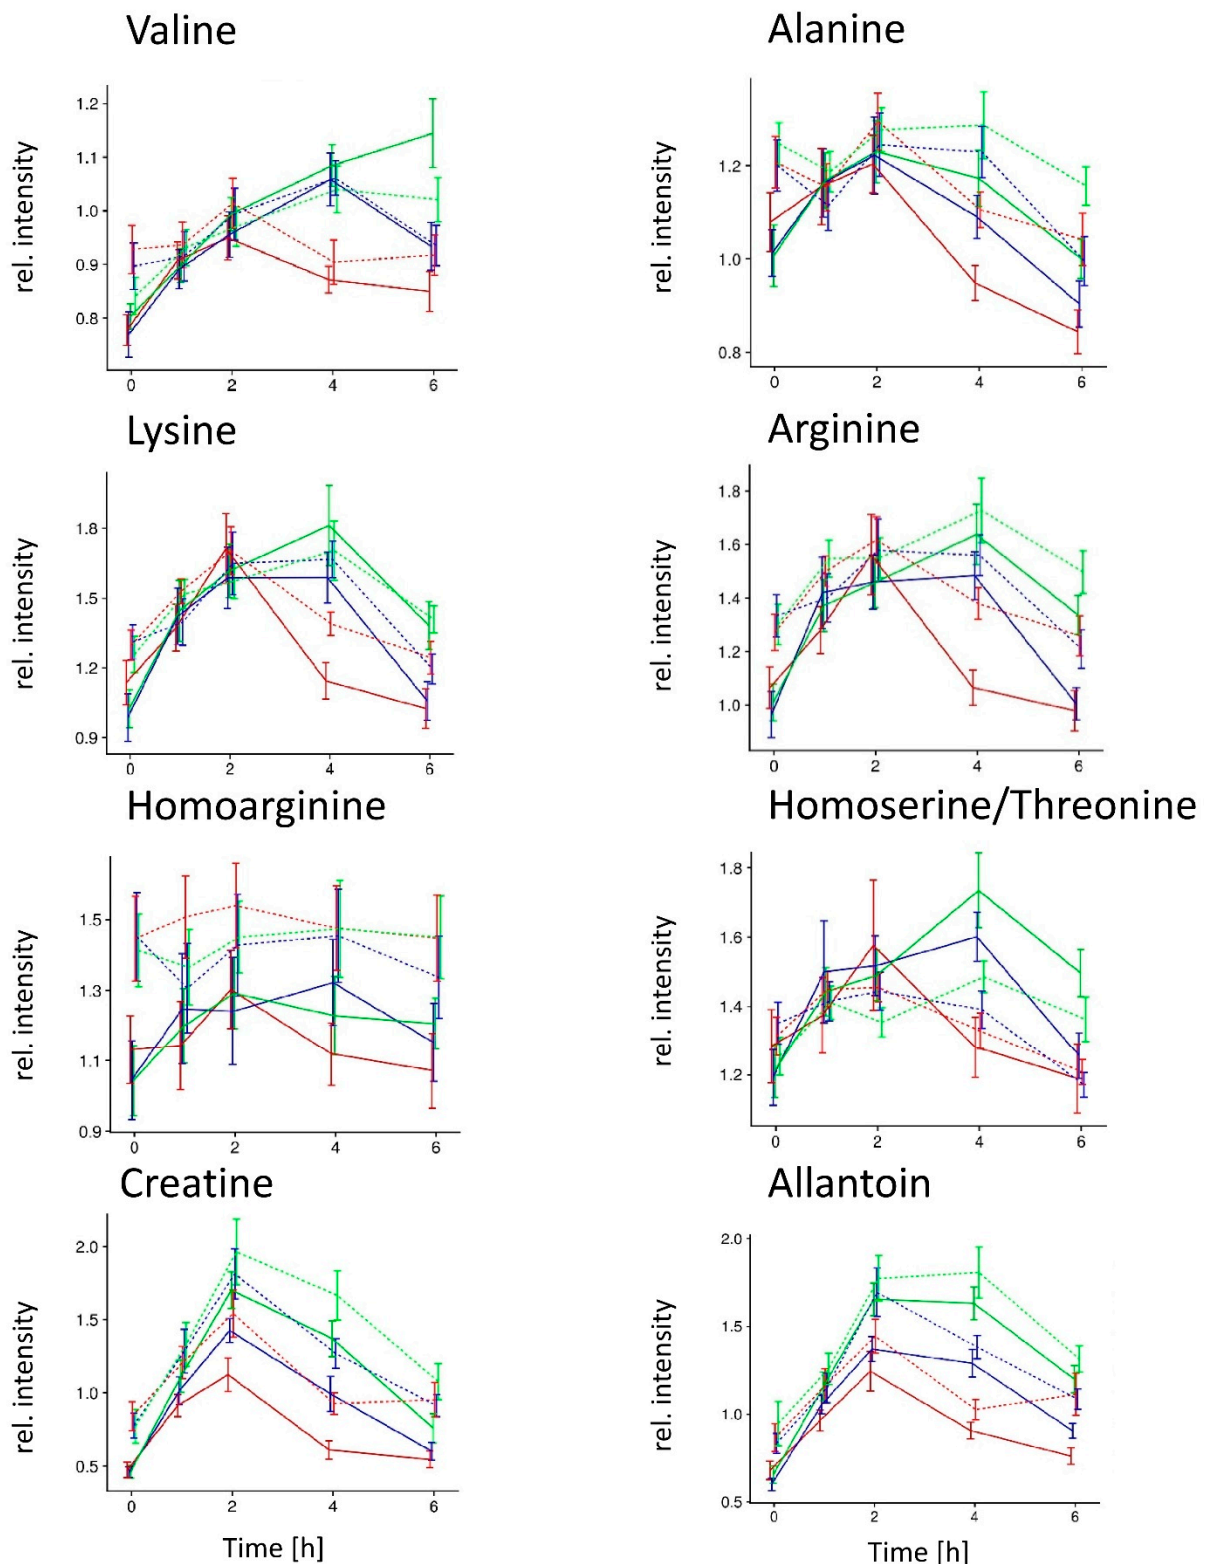 Valine
Alanine
rel. intensity
1.2
1.1
1.0
0.9
0.8
0 2 4 6
rel. intensity
1.2
1.0
0.8
0 2 4 6
Lysine
Arginine
rel. intensity
1.8
1.5
1.2
0.9
0 2 4 6
rel. intensity
1.8
1.6
1.4
1.2
1.0
0 2 4 6
Homoarginine
Homoserine/Threonine
rel. intensity
1.5
1.3
1.1
0.9
0 2 4 6
rel. intensity
1.8
1.6
1.4
1.2
0 2 4 6
Creatine
Allantoin
rel. intensity
2.0
1.5
1.0
0.5
0 2 4 6
Time [h]
rel. intensity
2.0
1.5
1.0
0.5
0 2 4 6
Time [h]